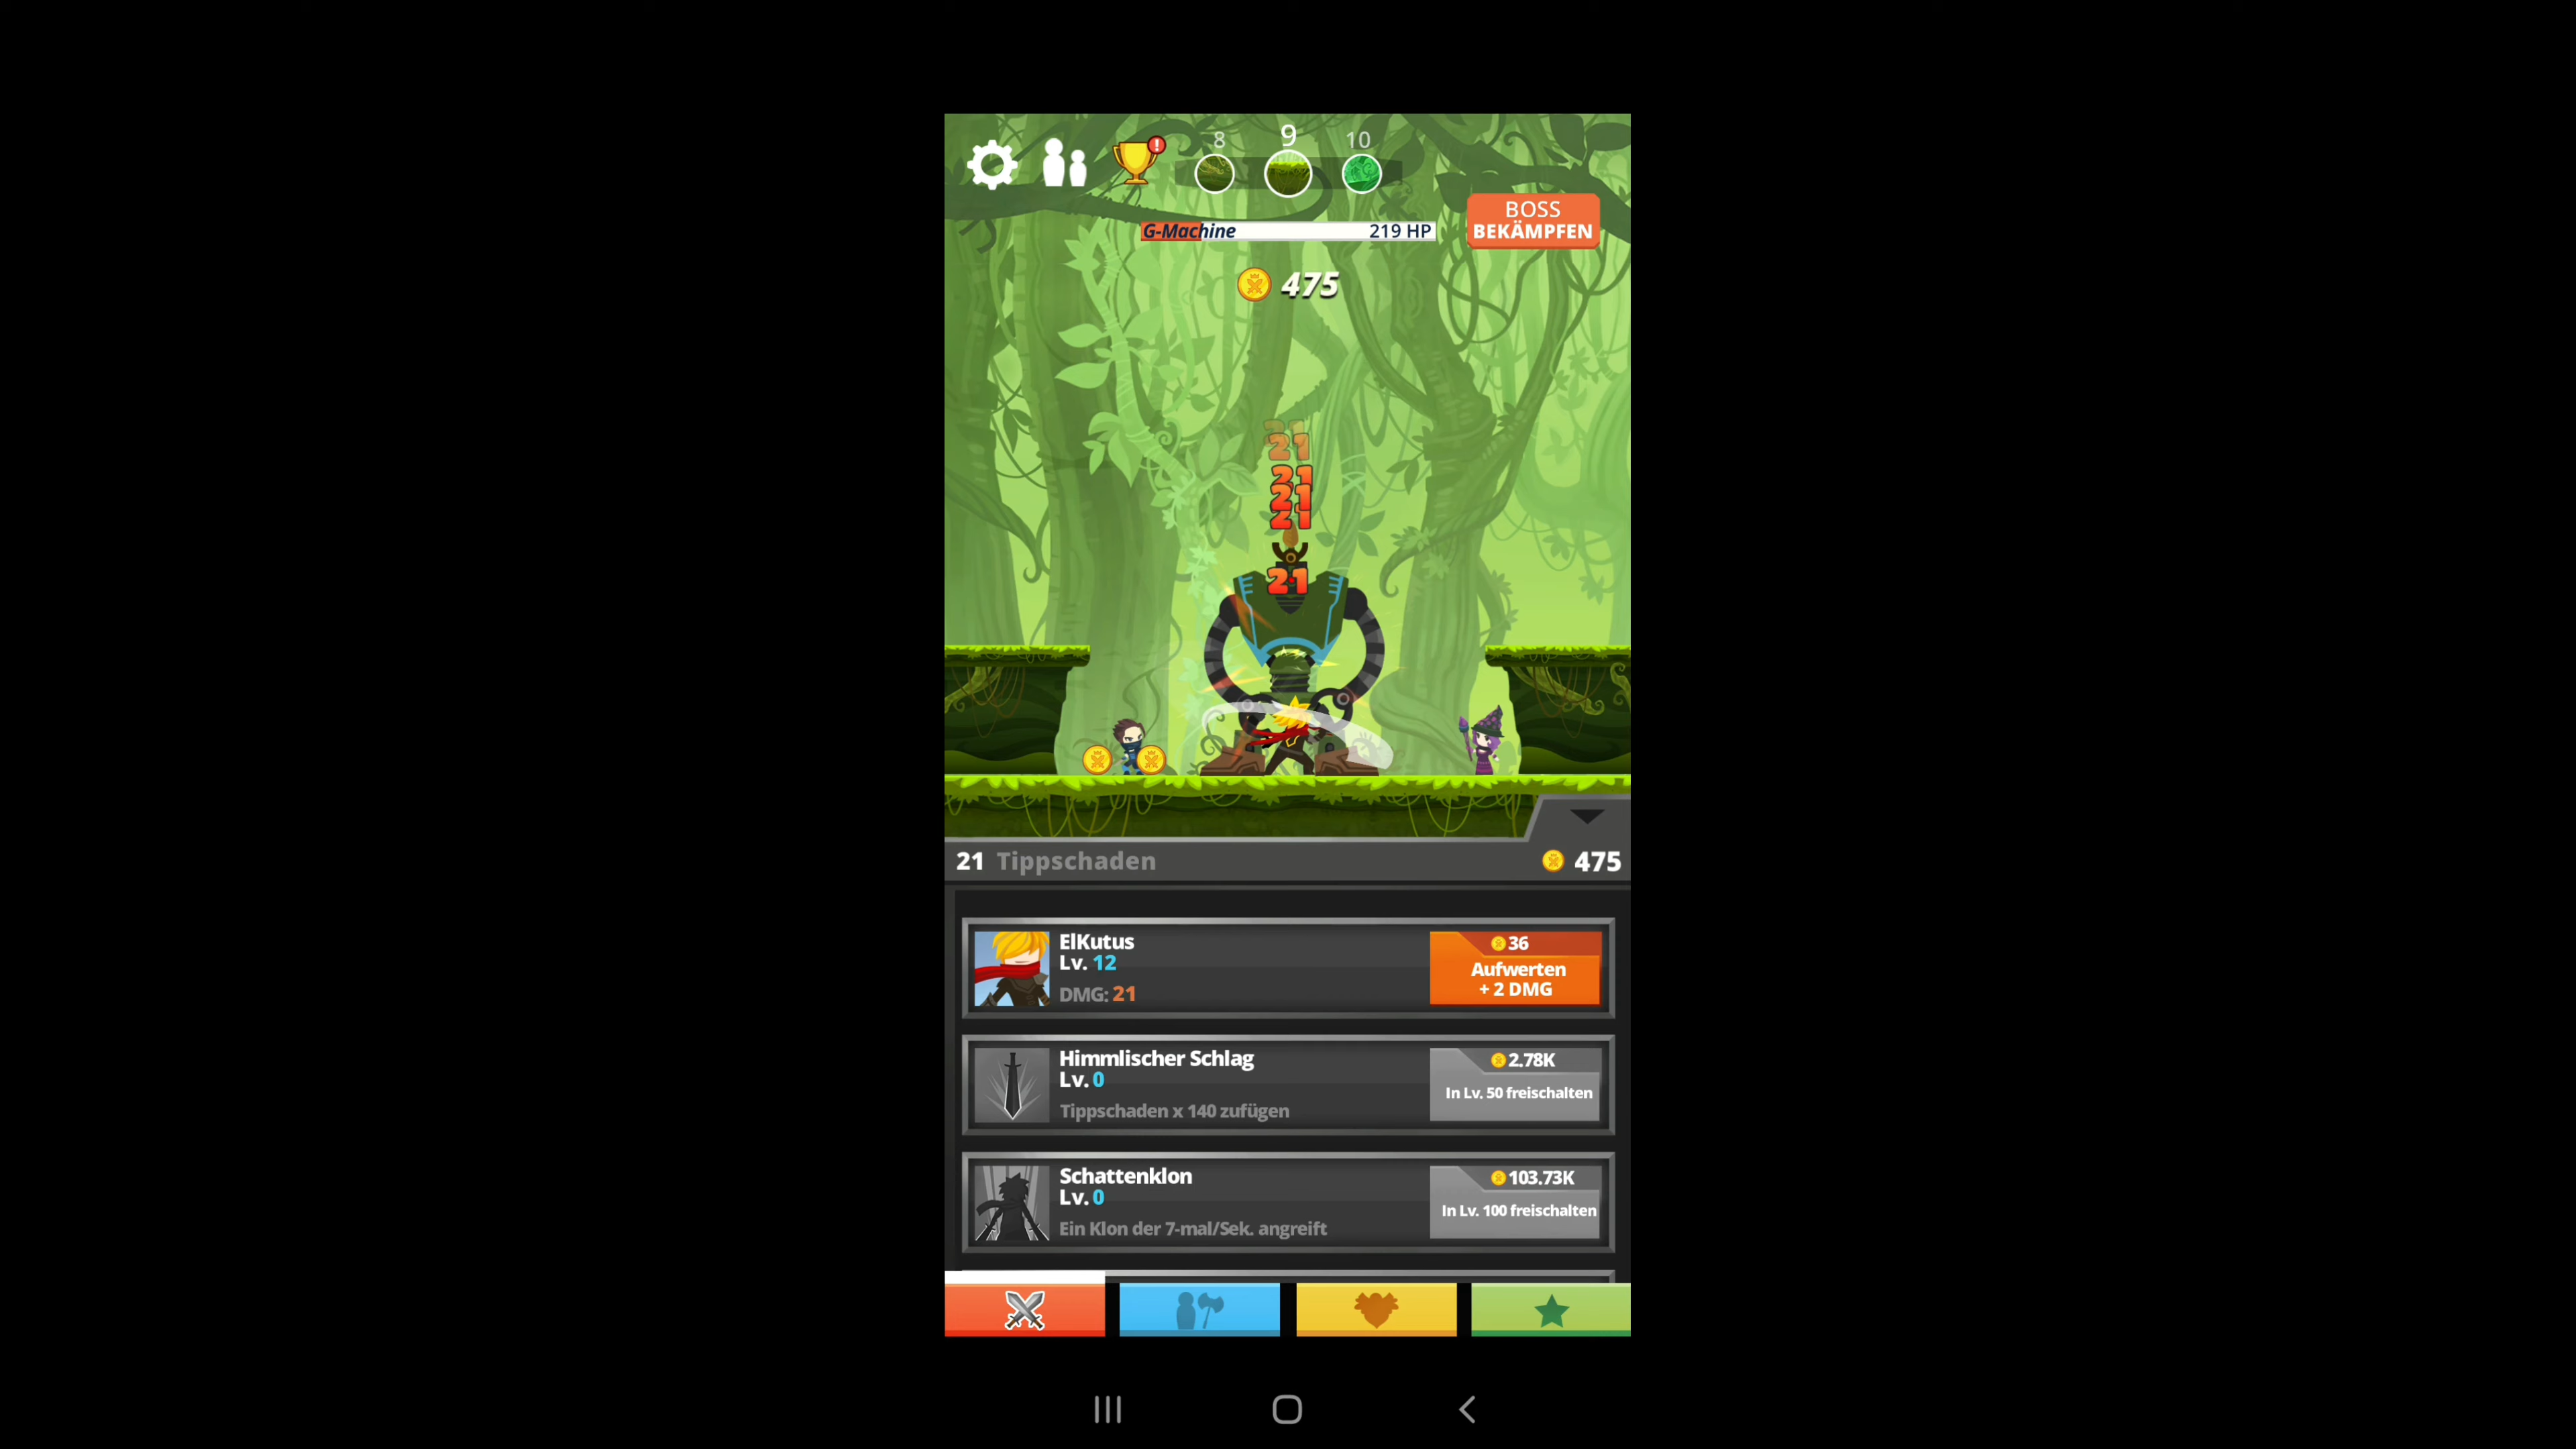 8 9 10
BOSS
BEKÄMPFEN
G-Machine 219 HP
475
21
21
21
21
21
21
21 Tippschaden 475
ElKutus
Lv. 12
DMG: 21
36
Aufwerten
+ 2 DMG
Himmlischer Schlag
Lv. 0
Tippschaden x 140 zufügen
2.78K
In Lv. 50 freischalten
Schattenklon
Lv. 0
Ein Klon der 7-mal/Sek. angreift
103.73K
In Lv. 100 freischalten